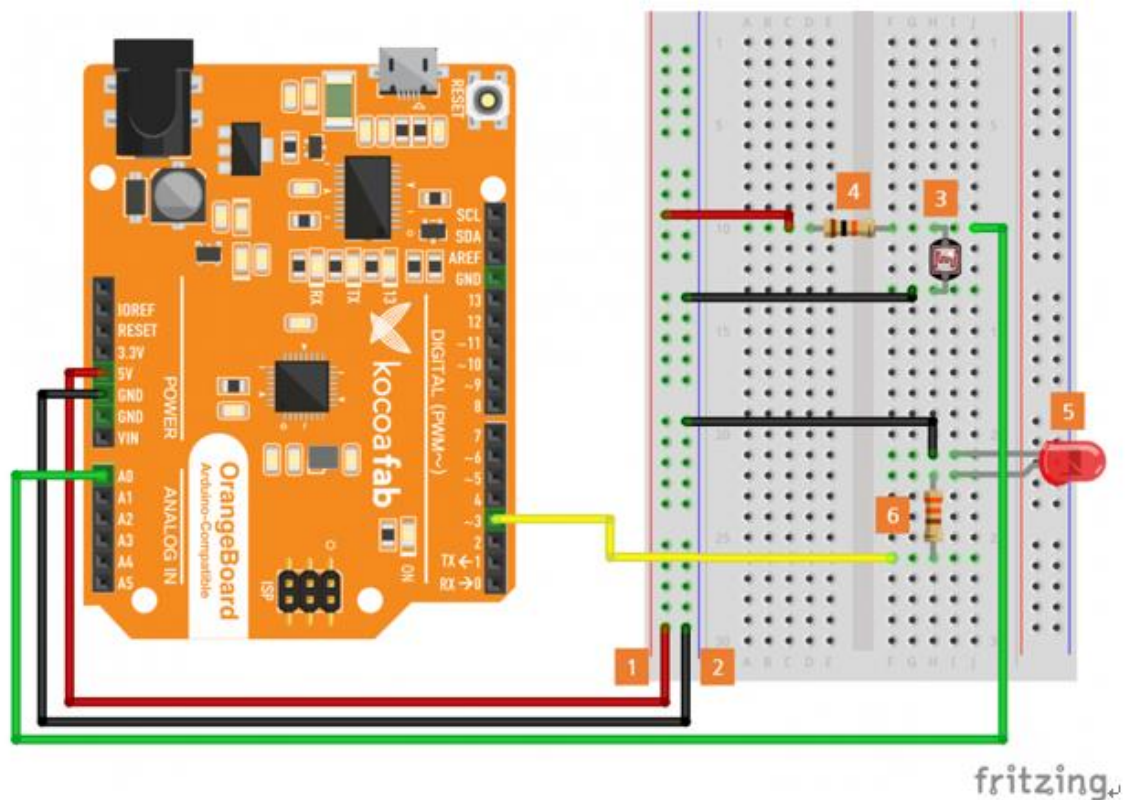 RESET
SCL
SDA
AREF
GND
13
12
~11
~10
~9
8
7
~6
~5
4
~3
2
TX←1
RX→0
DIGITAL (PWM~)
IOREF
RESET
3.3V
5V
GND
GND
VIN
POWER
A0
A1
A2
A3
A4
A5
ANALOG IN
RX
TX
13
kocoafab
OrangeBoard
Arduino-Compatible
ISP
ON
A B C D E
F G H I J
1
5
10
15
20
25
30
A B C D E
F G H I J
1
2
3
4
5
6
fritzing